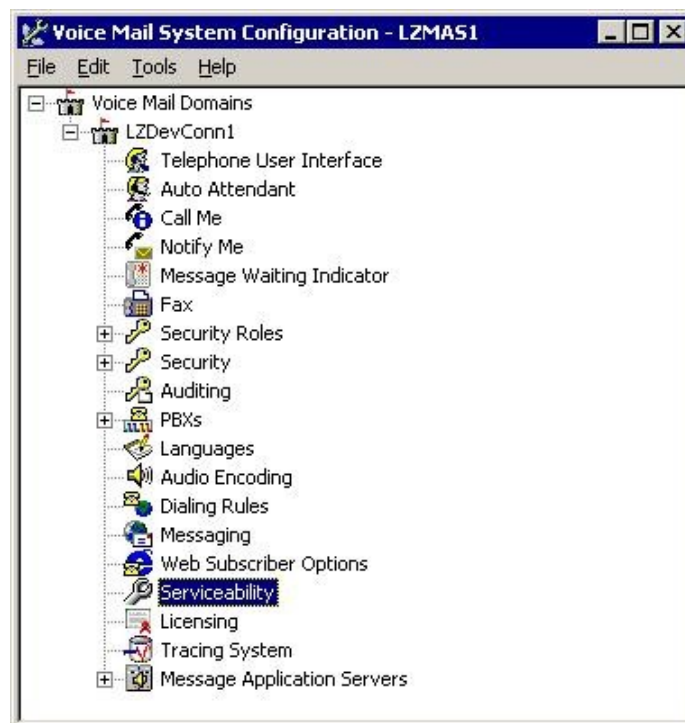 Voice Mail System Configuration - LZMAS1
File Edit Tools Help
Voice Mail Domains
LZDevConn1
Telephone User Interface
Auto Attendant
Call Me
Notify Me
Message Waiting Indicator
Fax
Security Roles
Security
Auditing
PBXs
Languages
Audio Encoding
Dialing Rules
Messaging
Web Subscriber Options
Serviceability
Licensing
Tracing System
Message Application Servers